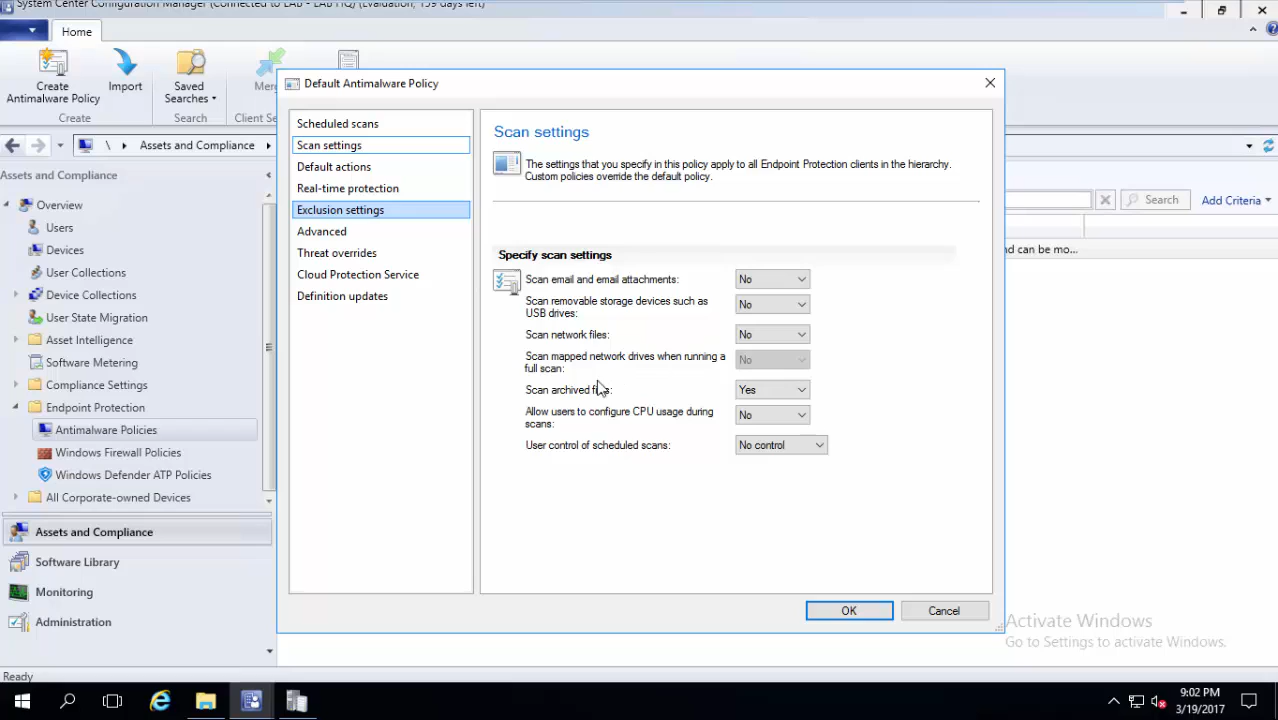 System Center Configuration Manager (Connected to LAB - LAB HQ) (Evaluation, 159 days left)
Home
Create
Antimalware Policy
Import
Saved
Searches
Merg
Create
Search
Client Se
\ Assets and Compliance
Assets and Compliance
Search
Add Criteria
nd can be mo...
Overview
Users
Devices
User Collections
Device Collections
User State Migration
Asset Intelligence
Software Metering
Compliance Settings
Endpoint Protection
Antimalware Policies
Windows Firewall Policies
Windows Defender ATP Policies
All Corporate-owned Devices
Assets and Compliance
Software Library
Monitoring
Administration
Ready
Default Antimalware Policy
Scheduled scans
Scan settings
Default actions
Real-time protection
Exclusion settings
Advanced
Threat overrides
Cloud Protection Service
Definition updates
Scan settings
The settings that you specify in this policy apply to all Endpoint Protection clients in the hierarchy.
Custom policies override the default policy.
Specify scan settings
Scan email and email attachments: No
Scan removable storage devices such as
USB drives: No
Scan network files: No
Scan mapped network drives when running a
full scan: No
Scan archived files: Yes
Allow users to configure CPU usage during
scans: No
User control of scheduled scans: No control
OK
Cancel
Activate Windows
Go to Settings to activate Windows.
9:02 PM
3/19/2017